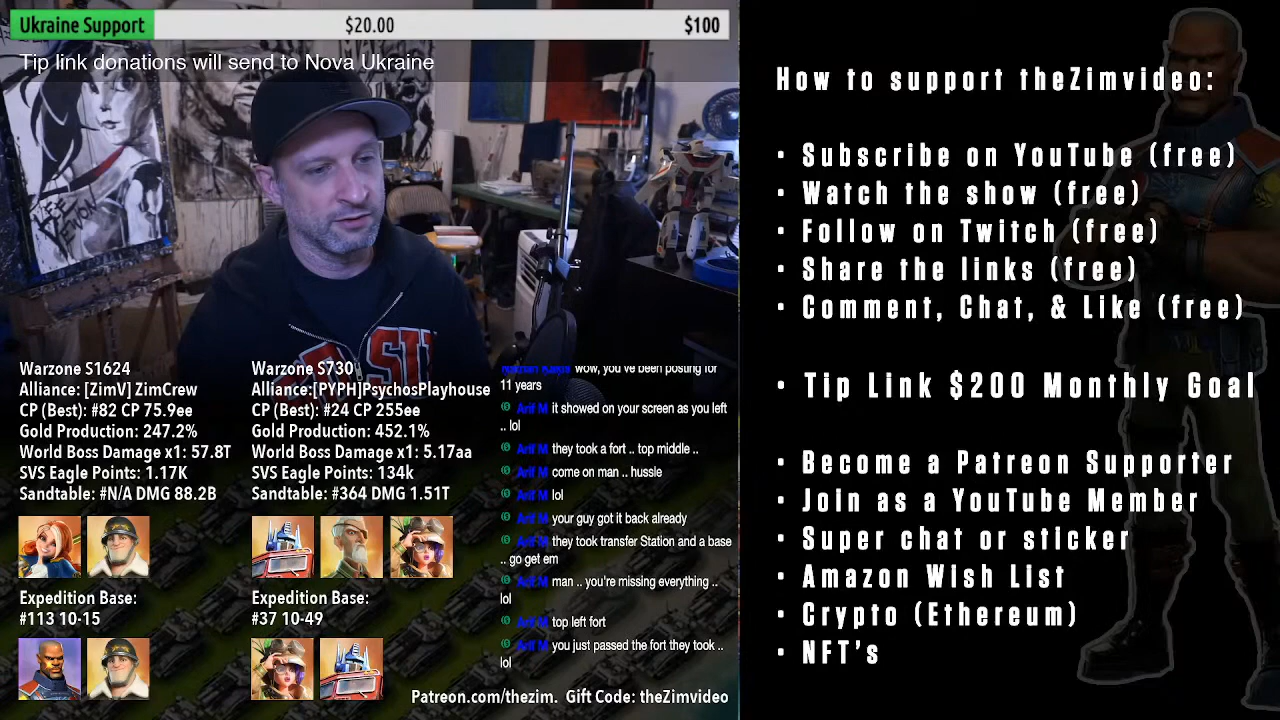 Ukraine Support
$20.00
$100
Tip link donations will send to Nova Ukraine
Warzone S1624
Alliance: [ZimV] ZimCrew
CP (Best): #82 CP 75.9ee
Gold Production: 247.2%
World Boss Damage x1: 57.8T
SVS Eagle Points: 1.17K
Sandtable: #N/A DMG 88.2B
Expedition Base:
#113 10-15
Warzone S730
Alliance:[PYPH]PsychosPlayhouse
CP (Best): #24 CP 255ee
Gold Production: 452.1%
World Boss Damage x1: 5.17aa
SVS Eagle Points: 134k
Sandtable: #364 DMG 1.51T
Expedition Base:
#37 10-49
wow, you've been posting for
11 years
Arif M it showed on your screen as you left
.. lol
Arif M they took a fort .. top middle ..
Arif M come on man .. hussie
Arif M lol
Arif M your guy got it back already
Arif M they took transfer Station and a base
.. go get em
Arif M man .. you're missing everything ..
lol
Arif M top left fort
Arif M you just passed the fort they took ..
lol
Patreon.com/thezim. Gift Code: theZimvideo
How to support theZimvideo:
• Subscribe on YouTube (free)
• Watch the show (free)
• Follow on Twitch (free)
• Share the links (free)
• Comment, Chat, & Like (free)
• Tip Link $200 Monthly Goal
• Become a Patreon Supporter
• Join as a YouTube Member
• Super chat or sticker
• Amazon Wish List
• Crypto (Ethereum)
• NFT's